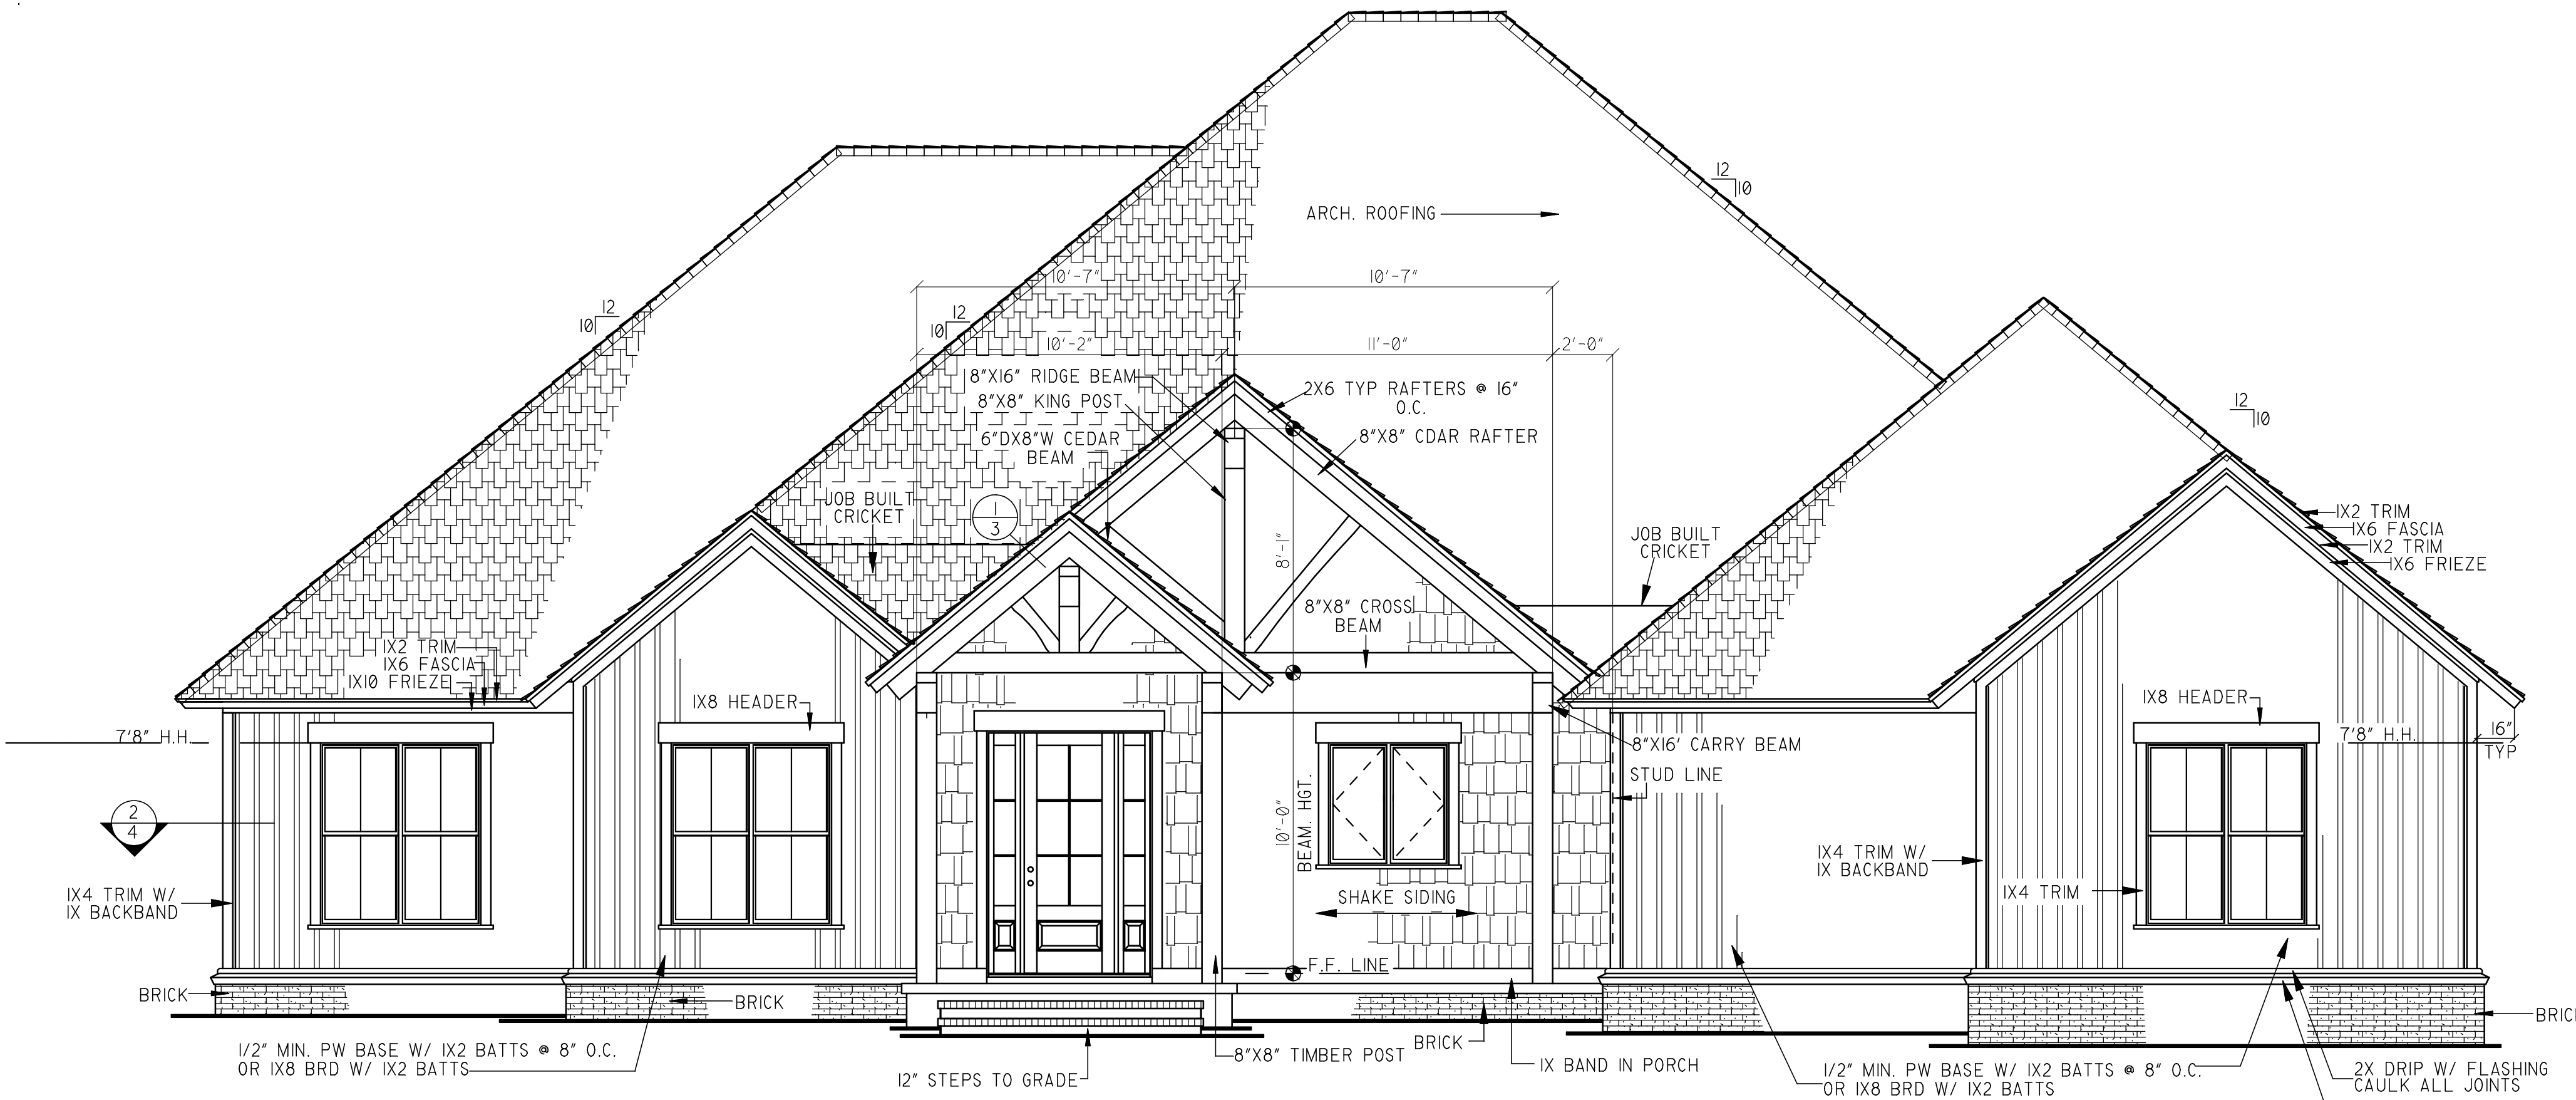 12
10
ARCH. ROOFING
10'-7"
10'-7"
12
10
12
10
10'-2"
11'-0"
2'-0"
8"X16" RIDGE BEAM
8"X8" KING POST
6"DX8"W CEDAR
BEAM
2X6 TYP RAFTERS @ 16"
O.C.
8"X8" CDAR RAFTER
12
10
JOB BUILT
CRICKET
1
3
8'-1"
JOB BUILT
CRICKET
1X2 TRIM
1X6 FASCIA
1X2 TRIM
1X6 FRIEZE
8"X8" CROSS
BEAM
1X2 TRIM
1X6 FASCIA
1X10 FRIEZE
1X8 HEADER
1X8 HEADER
7'8" H.H.
8"X16' CARRY BEAM
7'8" H.H.
16"
TYP
STUD LINE
2
4
10'-0"
BEAM. HGT.
1X4 TRIM W/
1X BACKBAND
SHAKE SIDING
1X4 TRIM W/
1X BACKBAND
1X4 TRIM
F.F. LINE
BRICK
BRICK
BRICK
BRICK
1/2" MIN. PW BASE W/ 1X2 BATTS @ 8" O.C.
OR 1X8 BRD W/ 1X2 BATTS
12" STEPS TO GRADE
8"X8" TIMBER POST
1X BAND IN PORCH
1/2" MIN. PW BASE W/ 1X2 BATTS @ 8" O.C.
OR 1X8 BRD W/ 1X2 BATTS
2X DRIP W/ FLASHING
CAULK ALL JOINTS